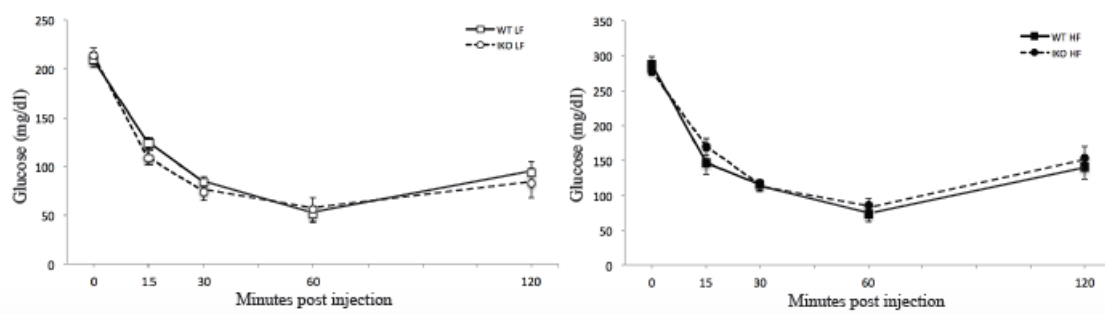 250
200
150
100
50
0
Glucose (mg/dl)
WT LF
IKO LF
0 15 30 60 120
Minutes post injection
350
300
250
200
150
100
50
0
Glucose (mg/dl)
WT HF
IKO HF
0 15 30 60 120
Minutes post injection